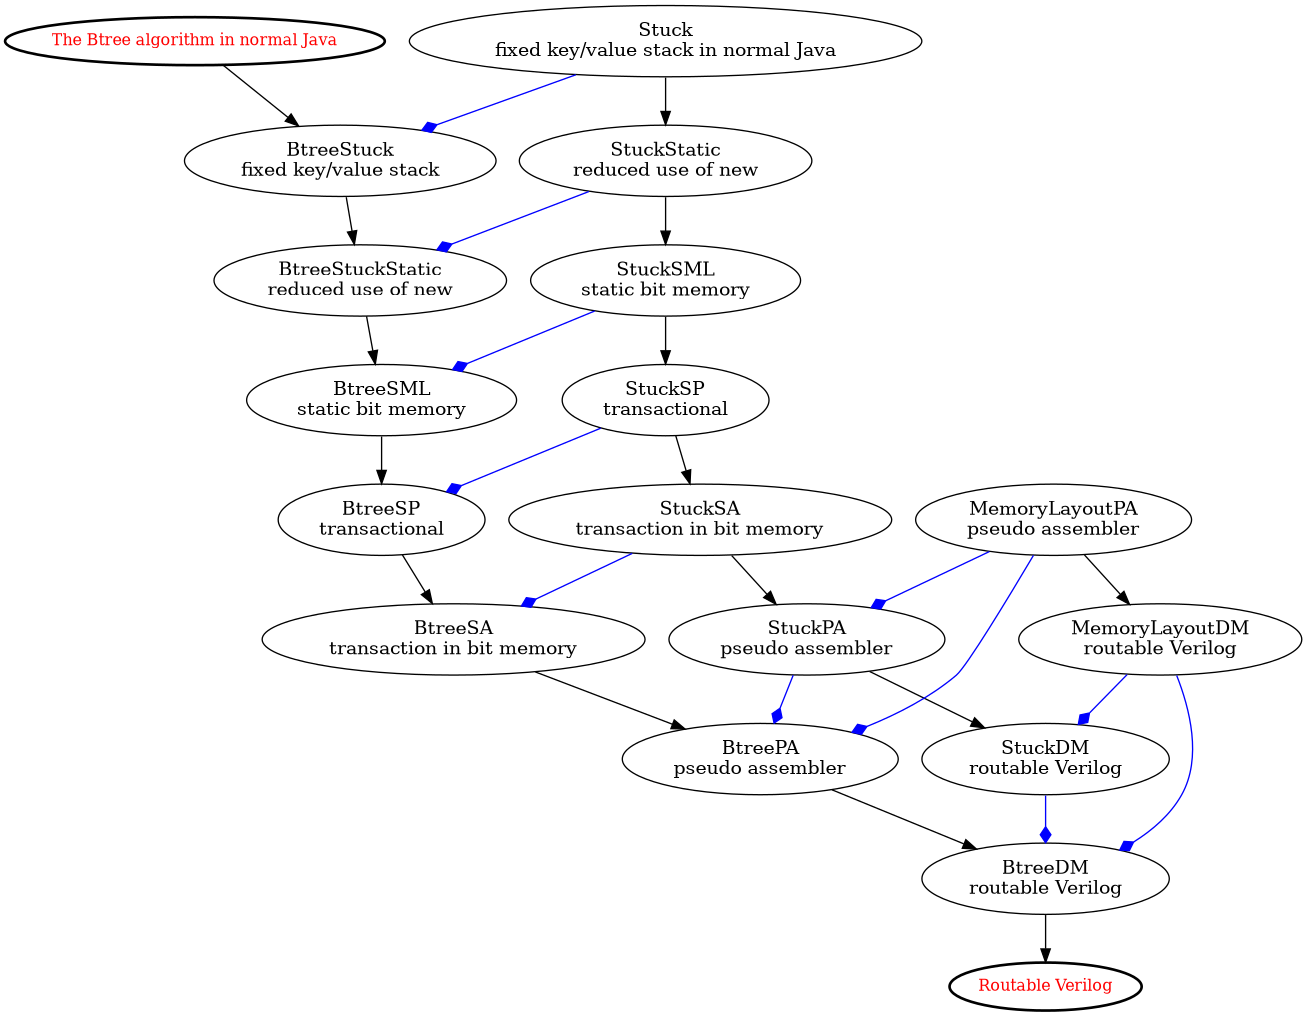 The Btree algorithm in normal Java
Stuck
fixed key/value stack in normal Java
BtreeStuck
fixed key/value stack
StuckStatic
reduced use of new
BtreeStuckStatic
reduced use of new
StuckSML
static bit memory
BtreeSML
static bit memory
StuckSP
transactional
BtreeSP
transactional
StuckSA
transaction in bit memory
MemoryLayoutPA
pseudo assembler
BtreeSA
transaction in bit memory
StuckPA
pseudo assembler
MemoryLayoutDM
routable Verilog
BtreePA
pseudo assembler
StuckDM
routable Verilog
BtreeDM
routable Verilog
Routable Verilog